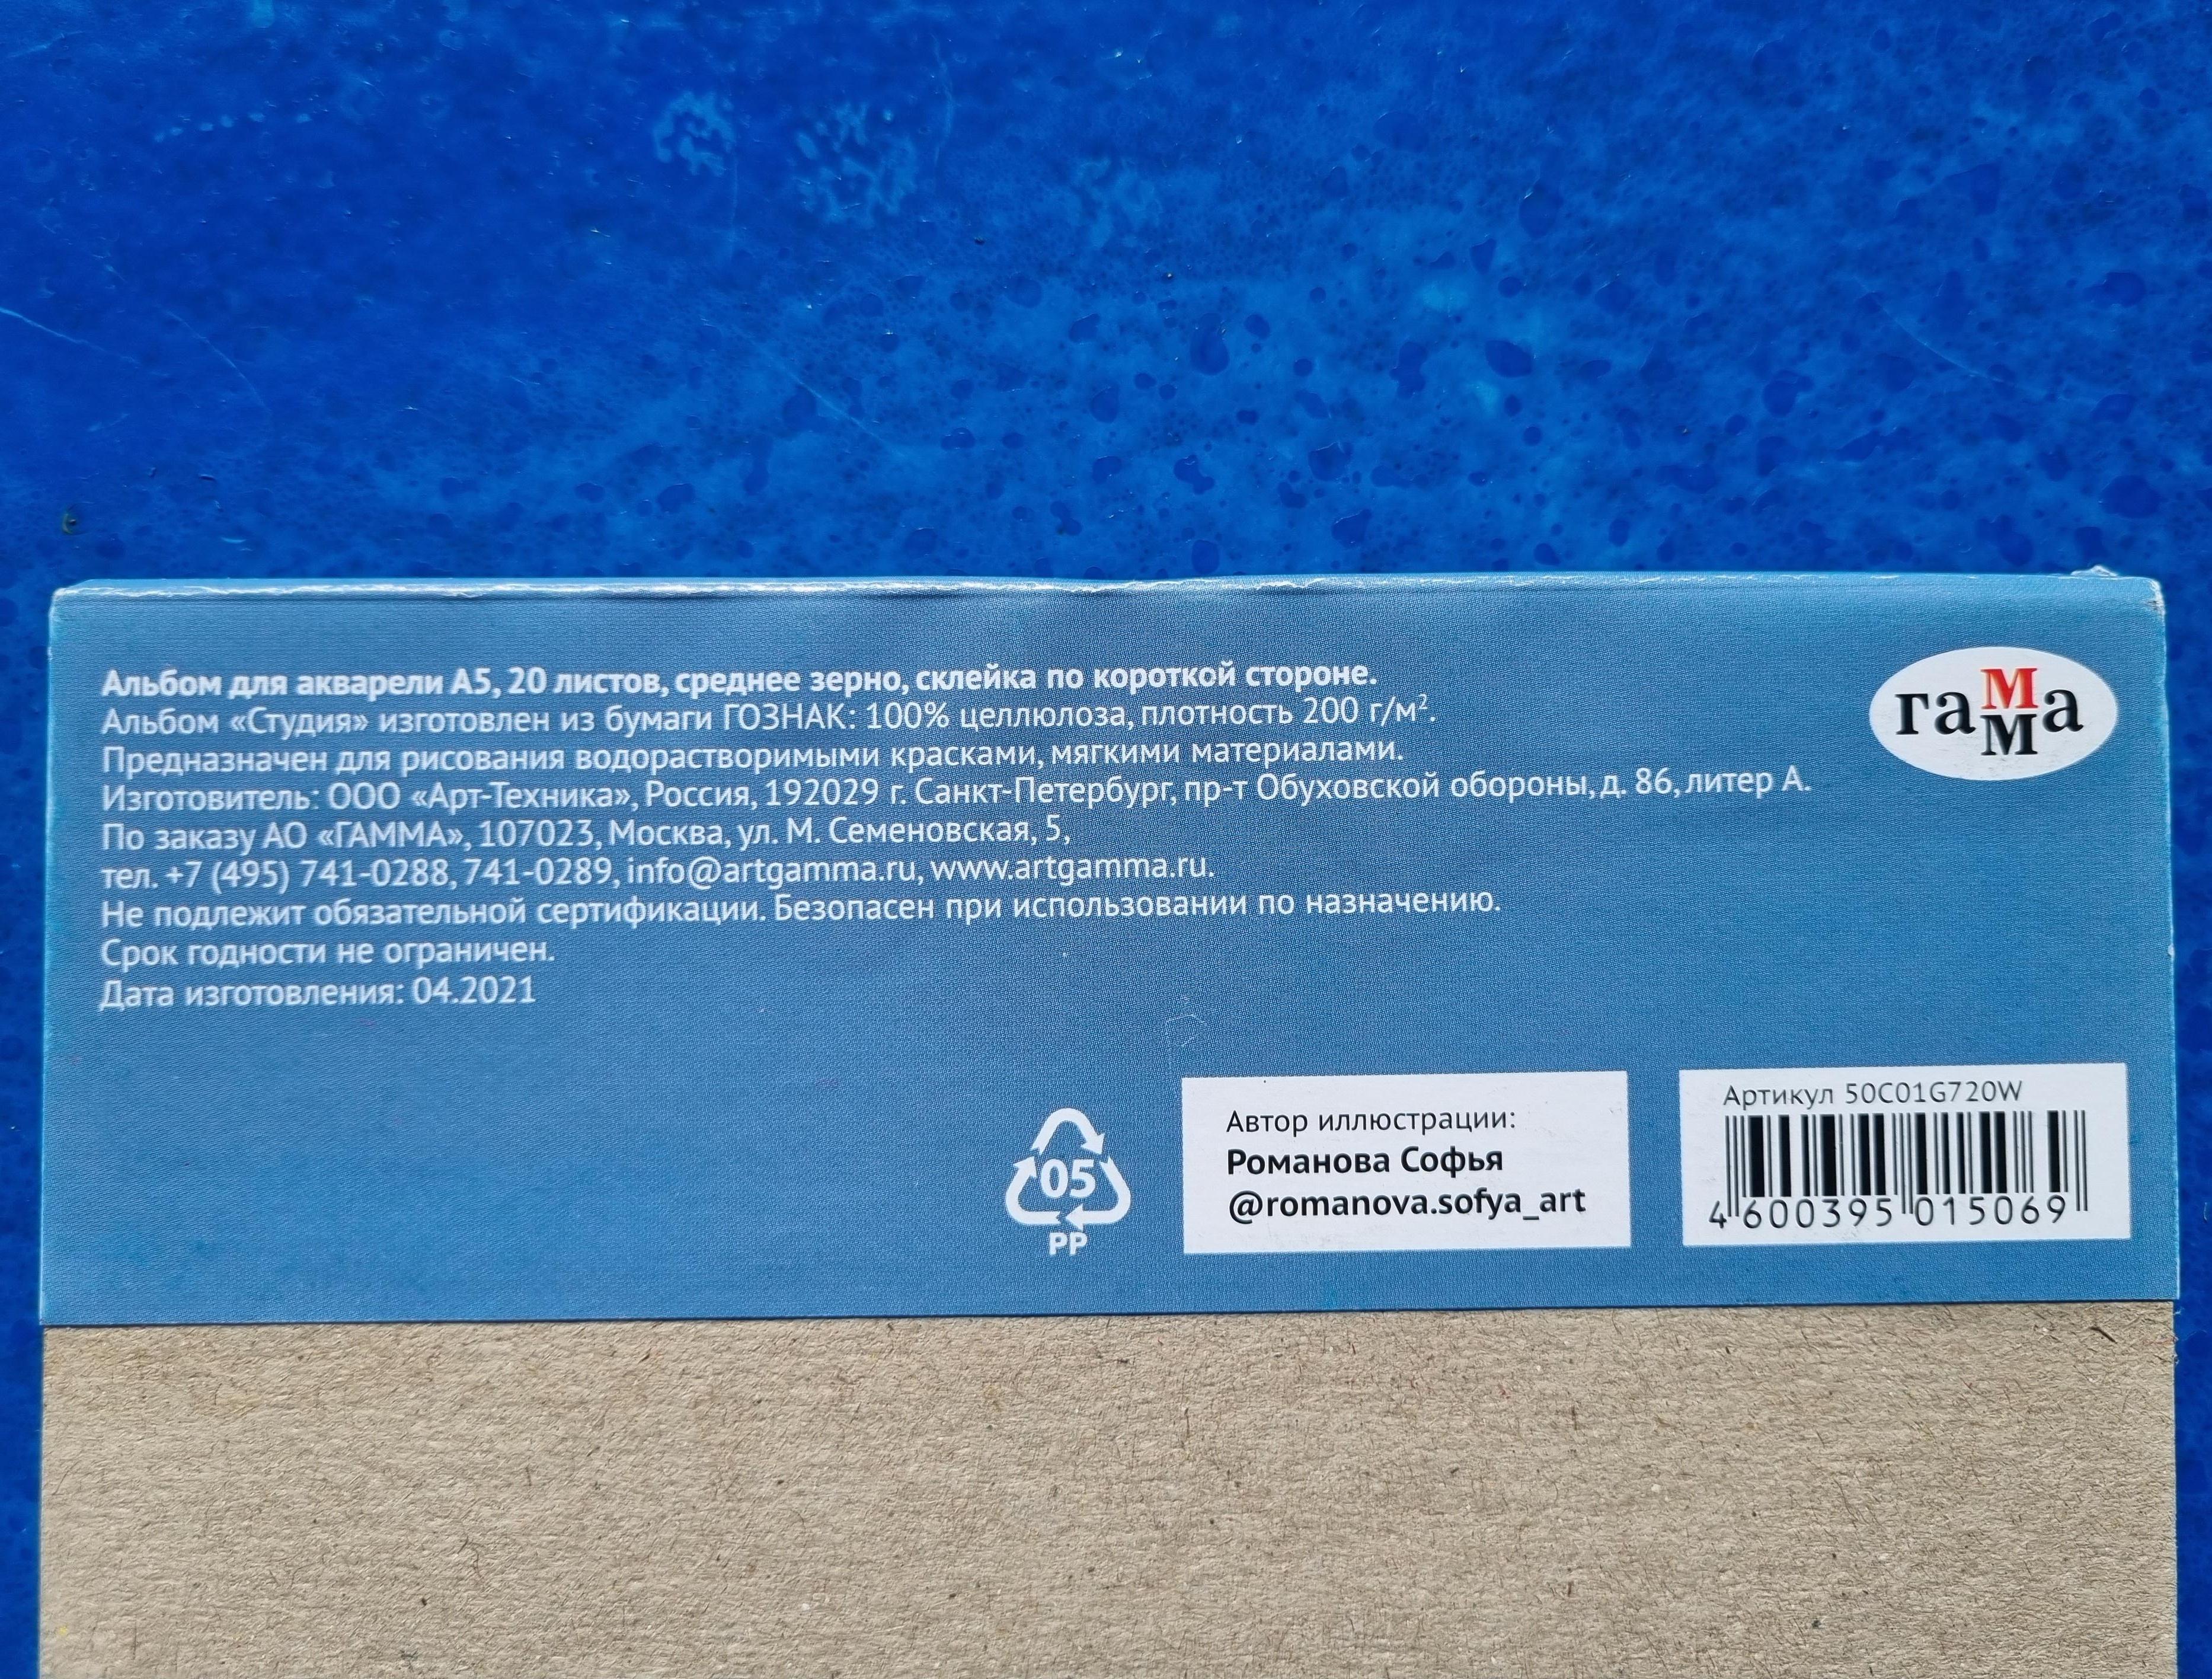 Альбом для акварели А5, 20 листов, среднее зерно, склейка по короткой стороне.
Альбом «Студия» изготовлен из бумаги ГОЗНАК: 100% целлюлоза, плотность 200 г/м².
Предназначен для рисования водорастворимыми красками, мягкими материалами.
Изготовитель: ООО «Арт-Техника», Россия, 192029 г. Санкт-Петербург, пр-т Обуховской обороны, д. 86, литер А.
По заказу АО «ГАММА», 107023, Москва, ул. М. Семеновская, 5,
тел. +7 (495) 741-0288, 741-0289, info@artgamma.ru, www.artgamma.ru.
Не подлежит обязательной сертификации. Безопасен при использовании по назначению.
Срок годности не ограничен.
Дата изготовления: 04.2021
гамма
05
PP
Автор иллюстрации:
Романова Софья
@romanova.sofya_art
Артикул 50C01G720W
4 600395 015069